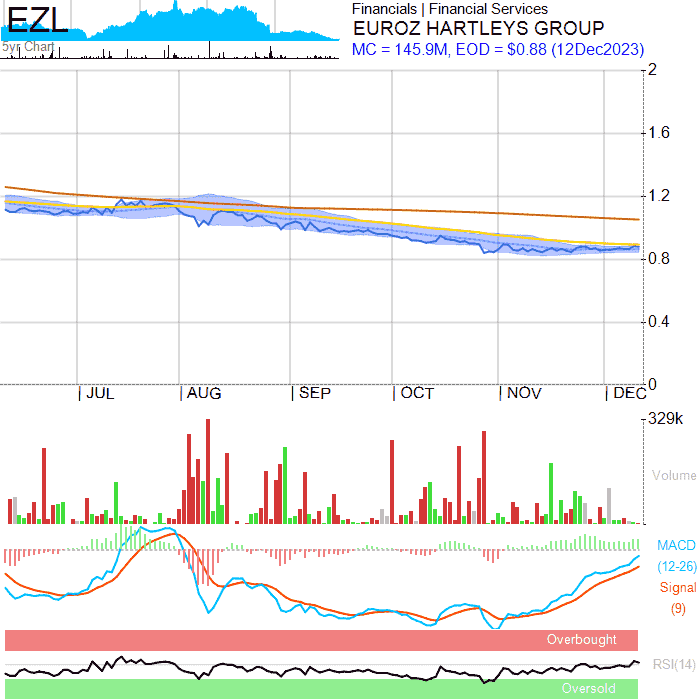 EZL
5yr Chart
Financials | Financial Services
EUROZ HARTLEYS GROUP
MC = 145.9M, EOD = $0.88 (12Dec2023)
2
1.6
1.2
0.8
0.4
0
JUL
AUG
SEP
OCT
NOV
DEC
329k
Volume
MACD
(12-26)
Signal
(9)
Overbought
RSI(14)
Oversold